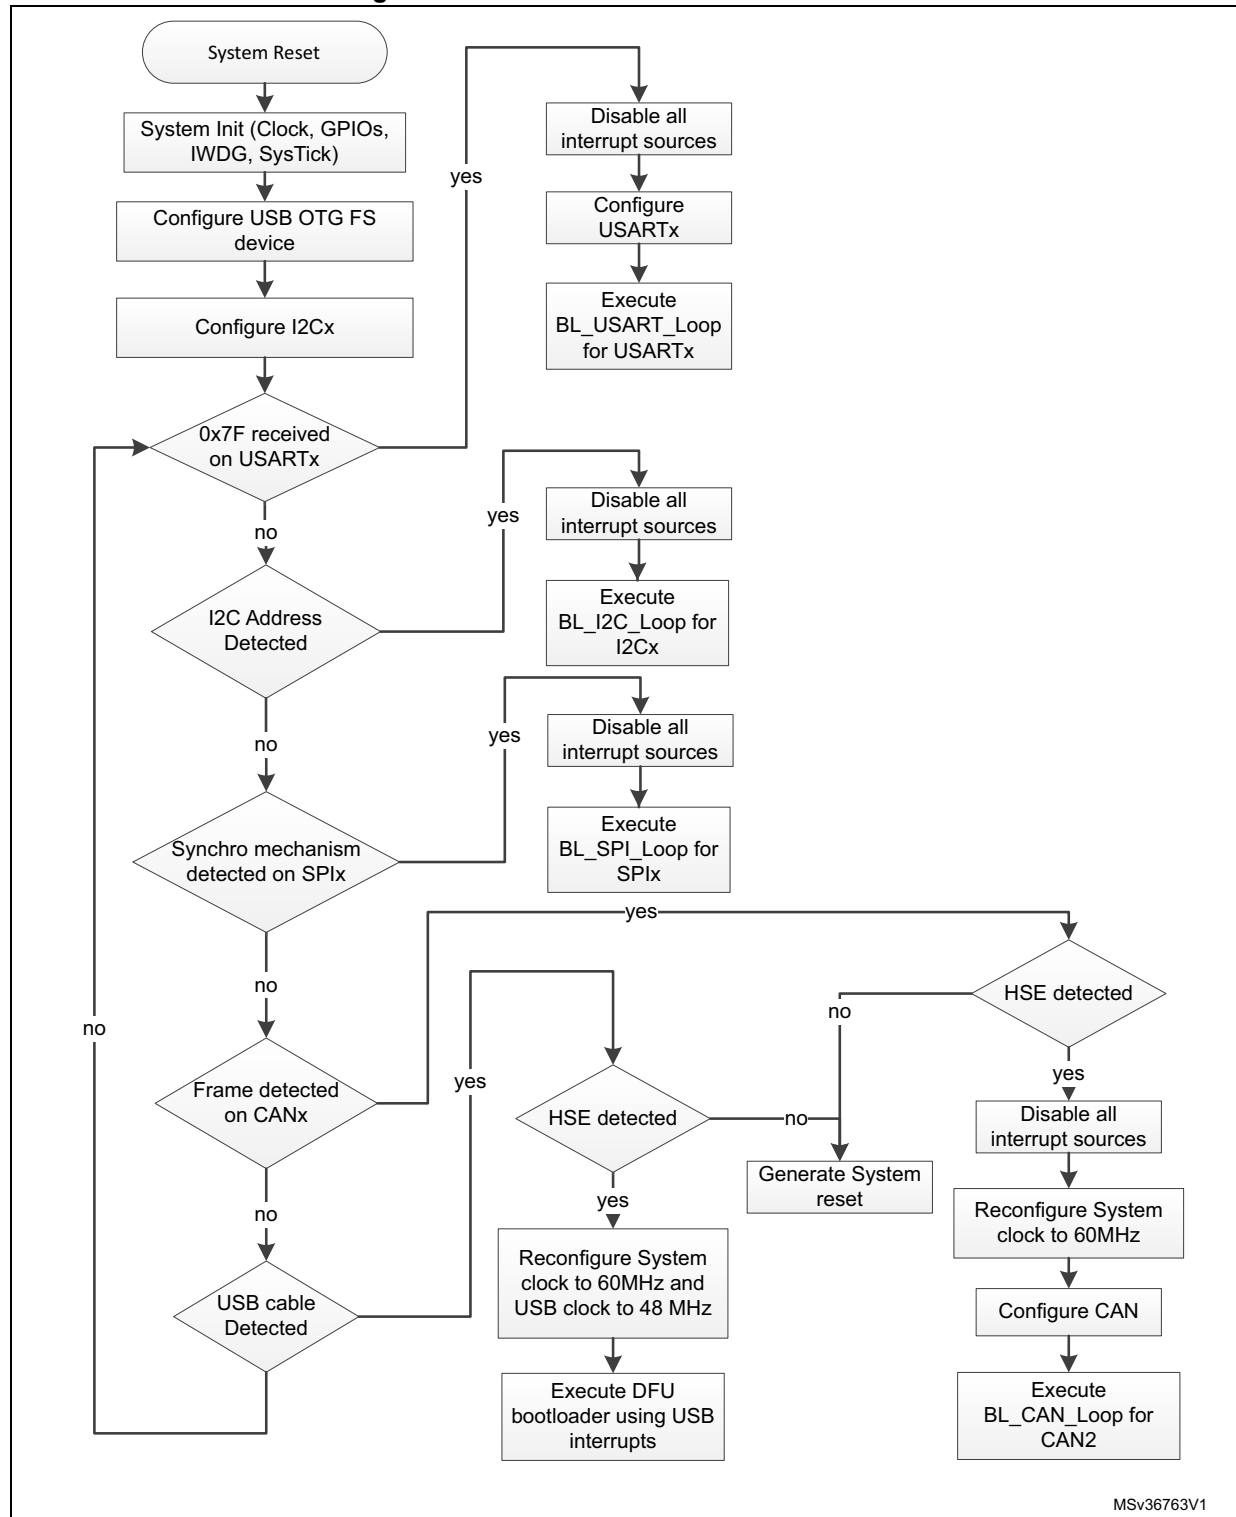 System Reset
System Init (Clock, GPIOs,
IWDG, SysTick)
Configure USB OTG FS
device
Configure I2Cx
0x7F received
on USARTx
yes
Disable all
interrupt sources
Configure
USARTx
Execute
BL_USART_Loop
for USARTx
no
I2C Address
Detected
yes
Disable all
interrupt sources
Execute
BL_I2C_Loop for
I2Cx
no
Synchro mechanism
detected on SPIx
yes
Disable all
interrupt sources
Execute
BL_SPI_Loop for
SPIx
no
Frame detected
on CANx
yes
HSE detected
no
yes
Disable all
interrupt sources
Reconfigure System
clock to 60MHz
Configure CAN
Execute
BL_CAN_Loop for
CAN2
no
USB cable
Detected
yes
HSE detected
no
Generate System
reset
yes
Reconfigure System
clock to 60MHz and
USB clock to 48 MHz
Execute DFU
bootloader using USB
interrupts
no
MSv36763V1